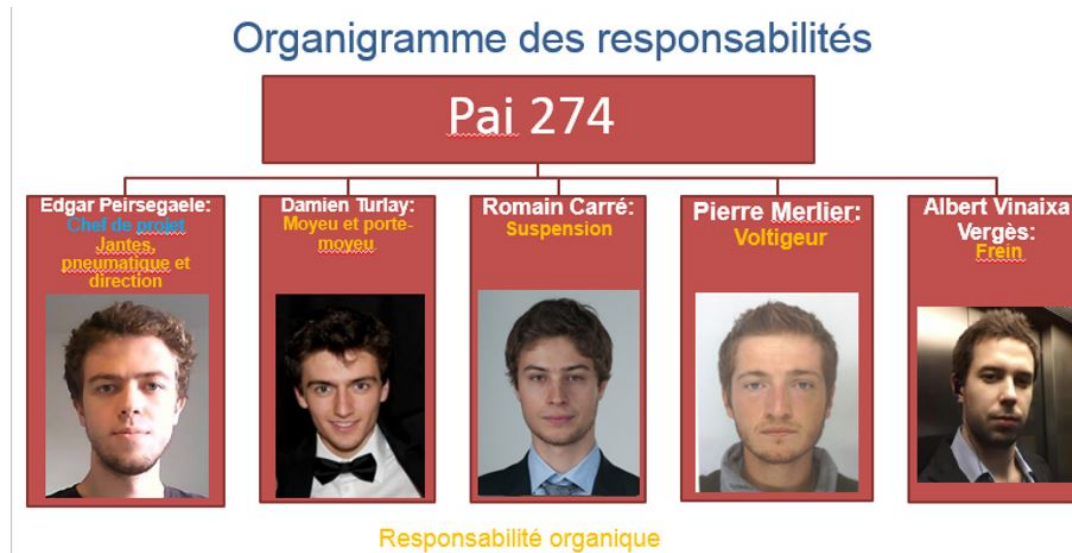 Organigramme des responsabilités
Pai 274
Edgar Peirsegaele:
Chef de projet
Jantes,
pneumatique et
direction
Damien Turlay:
Moyeu et porte-
moyeu
Romain Carré:
Suspension
Pierre Merlier:
Voltigeur
Albert Vinaixa
Vergès:
Frein
Responsabilité organique